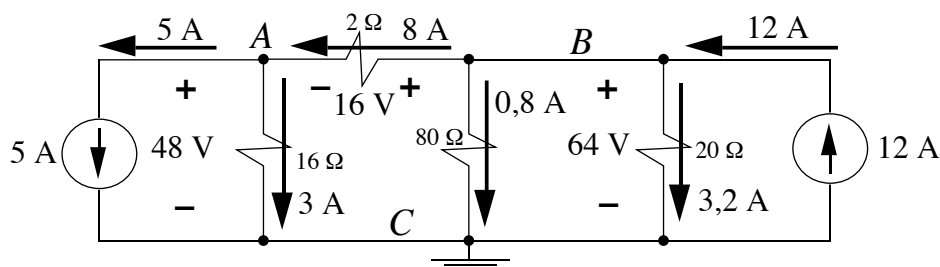 5 A A 2 Ω 8 A B 12 A
+ − 16 V + 0,8 A +
5 A 48 V 16 Ω 80 Ω 64 V 20 Ω 12 A
− 3 A C − 3,2 A